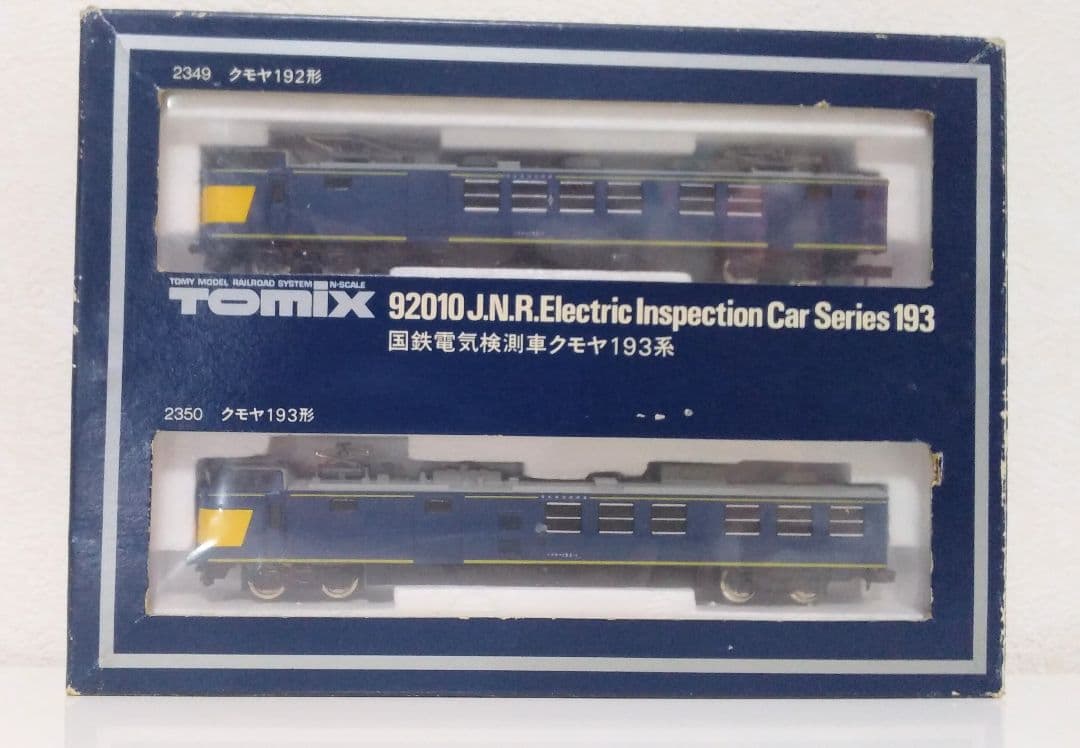 2349 クモヤ192形
TOMY MODEL RAILROAD SYSTEM N-SCALE
TOMIX
92010 J.N.R.Electric Inspection Car Series 193
国鉄電気検測車クモヤ193系
2350 クモヤ193形